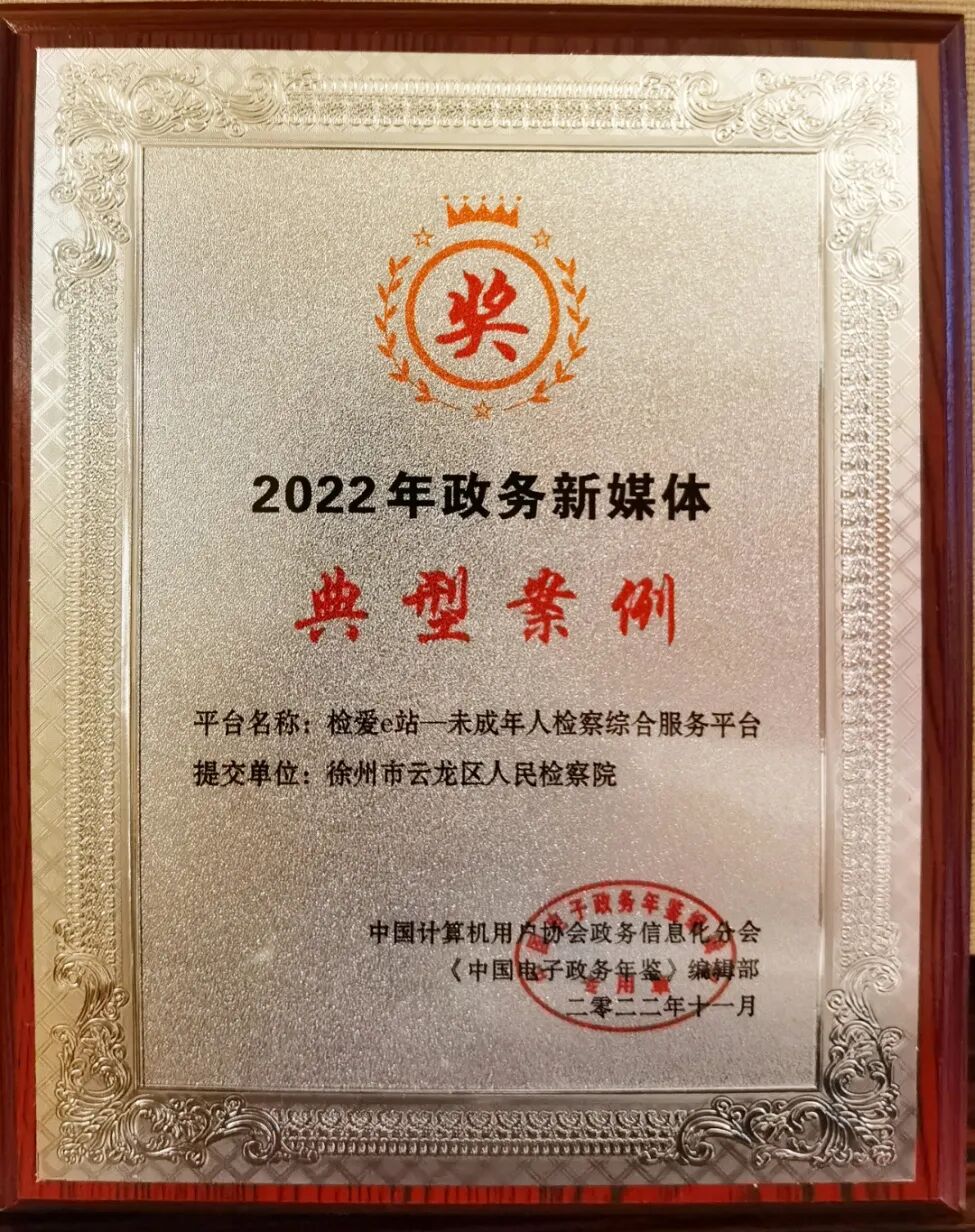 奖
2022年政务新媒体
典型案例
平台名称：检爱e站—未成年人检察综合服务平台
提交单位：徐州市云龙区人民检察院
中国计算机用户协会政务信息化分会
《中国电子政务年鉴》编辑部
二零二二年十一月
专用章